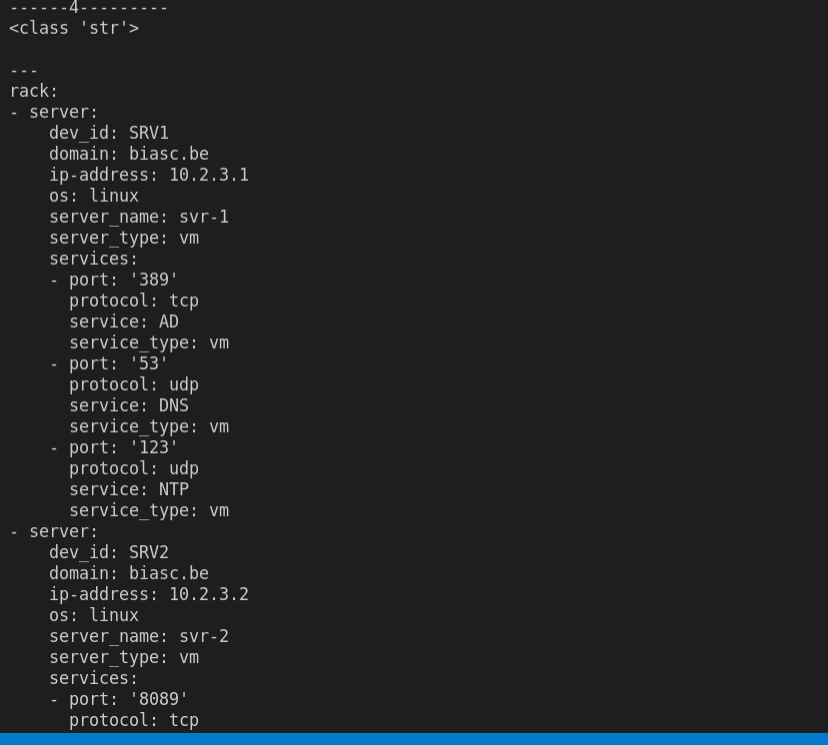 ------4---------
<class 'str'>
---
rack:
- server:
    dev_id: SRV1
    domain: biasc.be
    ip-address: 10.2.3.1
    os: linux
    server_name: svr-1
    server_type: vm
    services:
    - port: '389'
      protocol: tcp
      service: AD
      service_type: vm
    - port: '53'
      protocol: udp
      service: DNS
      service_type: vm
    - port: '123'
      protocol: udp
      service: NTP
      service_type: vm
- server:
    dev_id: SRV2
    domain: biasc.be
    ip-address: 10.2.3.2
    os: linux
    server_name: svr-2
    server_type: vm
    services:
    - port: '8089'
      protocol: tcp